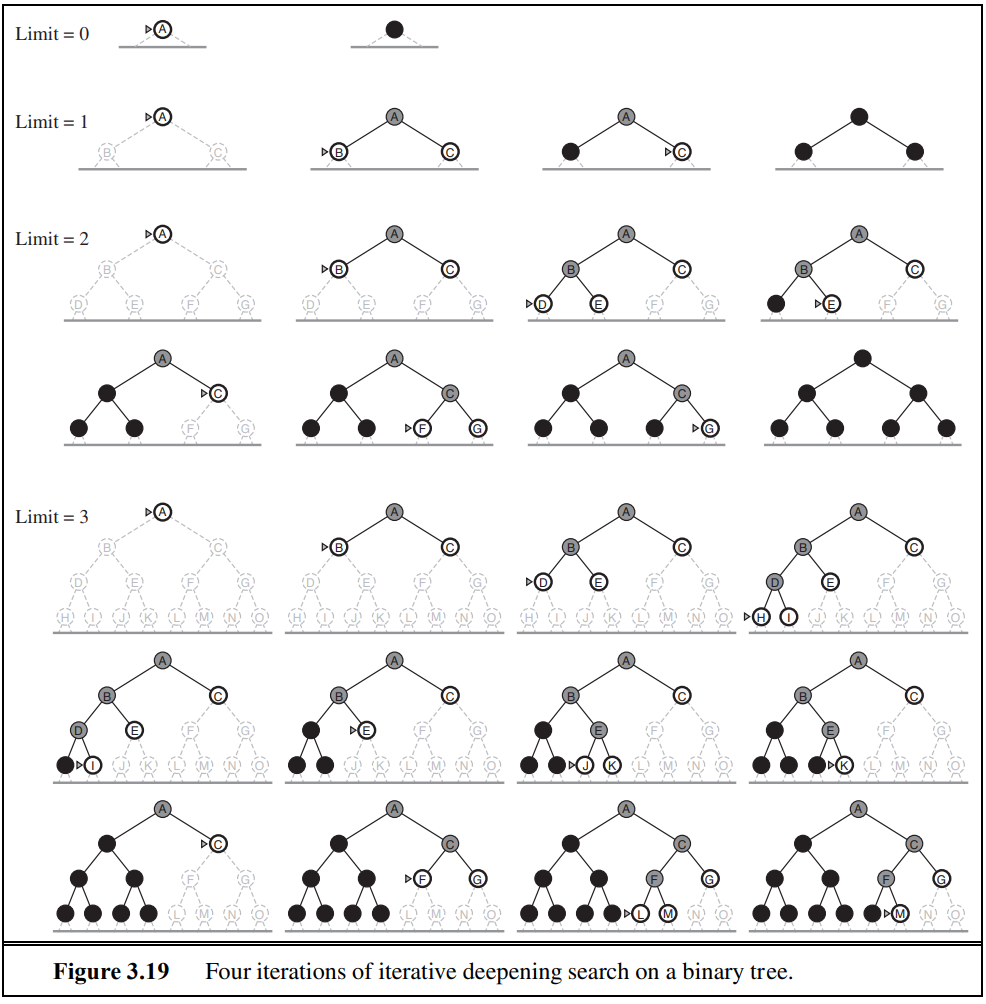 Limit = 0
A
Limit = 1
A A A
B C B C C
Limit = 2
A A A A
B C B C B C B C
D E F G D E F G D E F G E F G
A A A
C C C
F G F G G
Limit = 3
A A A A
B C B C B C B C
D E F G D E F G D E F G D E F G
H I J K L M N O H I J K L M N O H I J K L M N O H I J K L M N O
A A A A
B C B C B C B C
D E F G E F G E F G E F G
I J K L M N O J K L M N O J K L M N O K L M N O
A A A A
C C C C
F G F G F G F G
L M N O L M N O L M N O M N O
Figure 3.19 Four iterations of iterative deepening search on a binary tree.